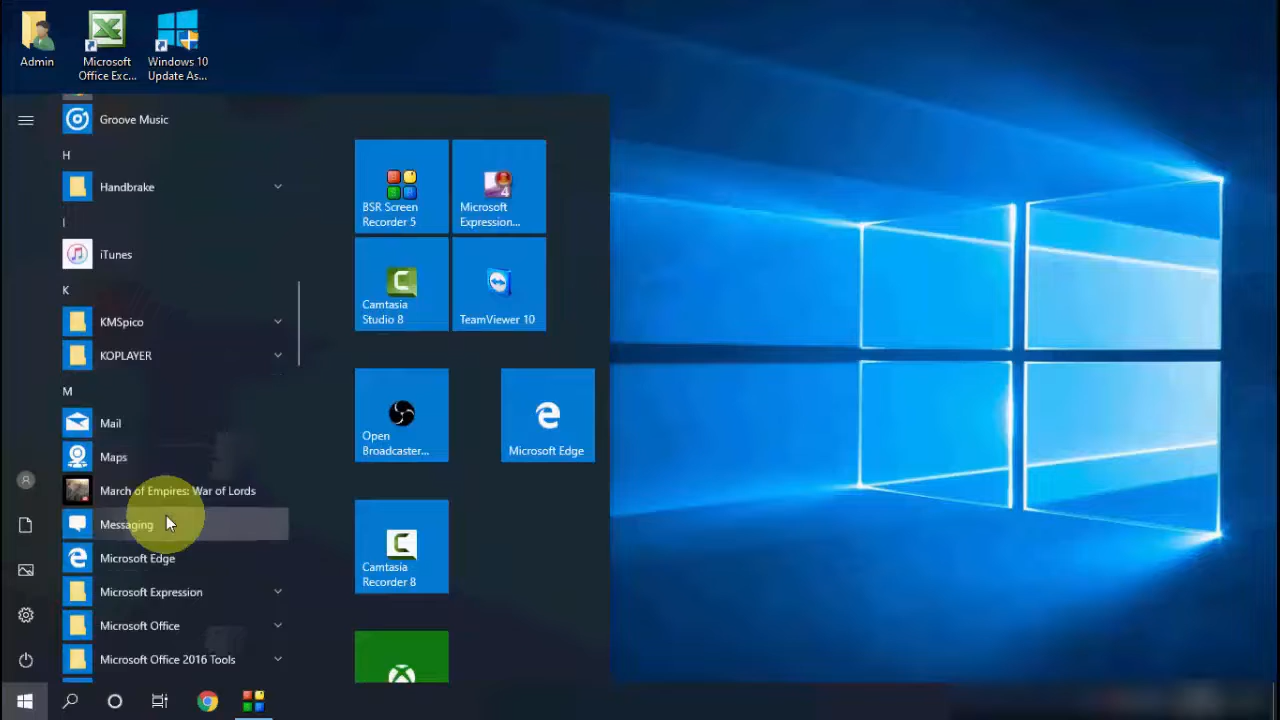 Admin
Microsoft
Office Exc...
Windows 10
Update As...
Groove Music
H
Handbrake
I
iTunes
K
KMSpico
KOPLAYER
M
Mail
Maps
March of Empires: War of Lords
Messaging
Microsoft Edge
Microsoft Expression
Microsoft Office
Microsoft Office 2016 Tools
BSR Screen
Recorder 5
Microsoft
Expression...
Camtasia
Studio 8
TeamViewer 10
Open
Broadcaster...
Microsoft Edge
Camtasia
Recorder 8